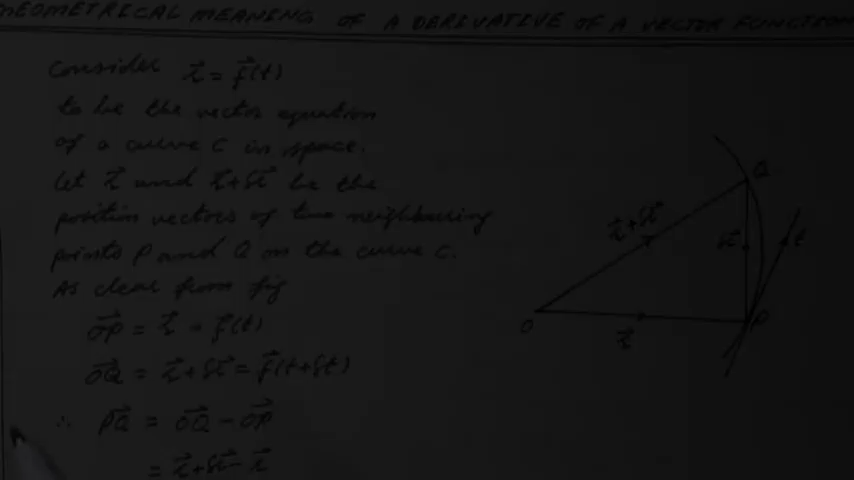 GEOMETRICAL MEANING OF A DERIVATIVE OF A VECTOR FUNCTION
Consider r⃗ = f⃗(t)
to be the vector equation
of a curve C in space.
Let r⃗ and r⃗+δr⃗ be the
position vectors of two neighbouring
points P and Q on the curve C.
As clear from fig
OP⃗ = r⃗ = f⃗(t)
OQ⃗ = r⃗+δr⃗ = f⃗(t+δt)
∴ PQ⃗ = OQ⃗ - OP⃗
= r⃗+δr⃗ - r⃗
Q
r⃗+δr⃗
δr⃗
t
O
P
r⃗